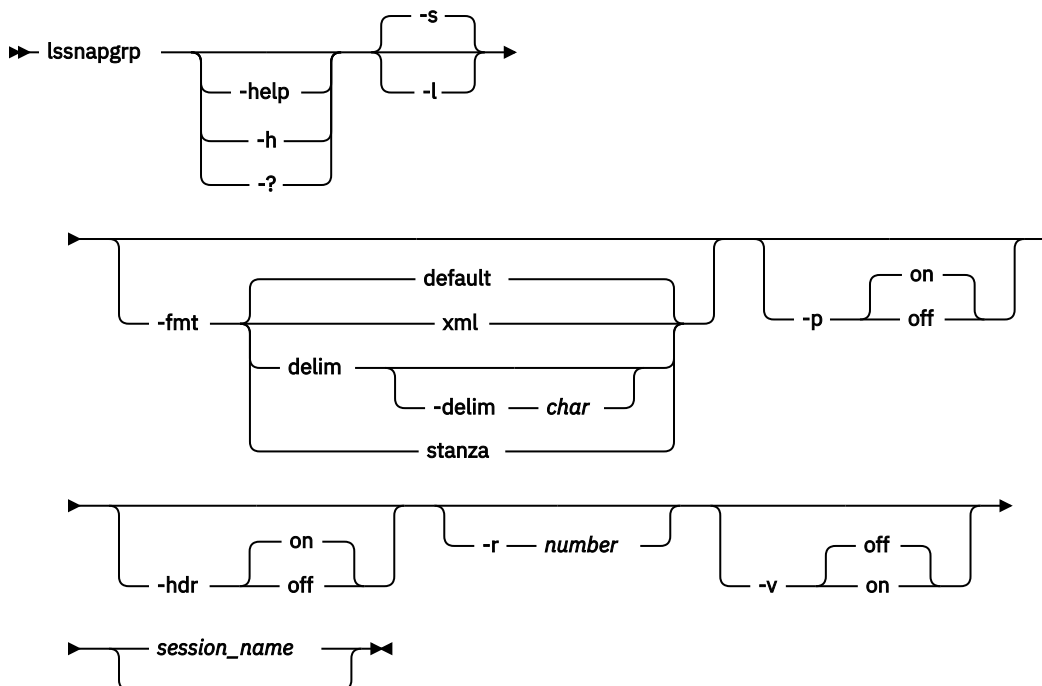 -s
lssnapgrp
-help -l
-h
-?
default on
-fmt xml -p off
delim
-delim char
stanza
on -r number off
-hdr off -v on
session_name